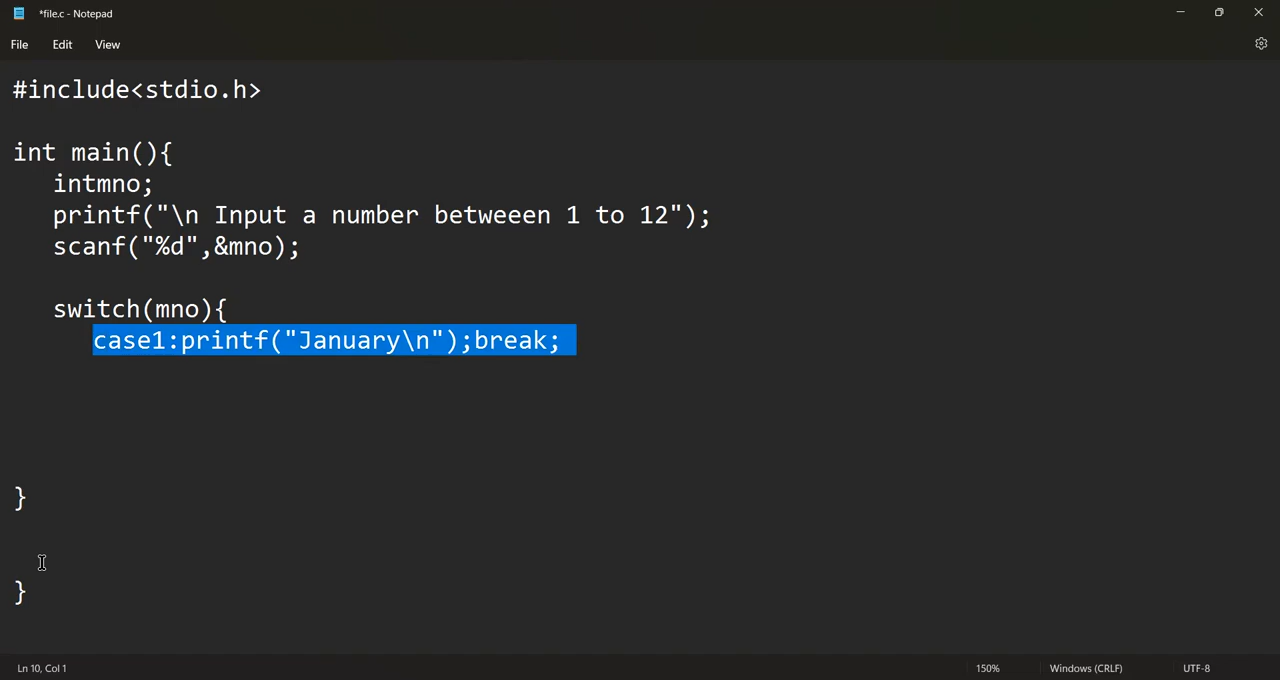 *file.c - Notepad
File Edit View
#include<stdio.h>
int main(){
intmno;
printf("\n Input a number betweeen 1 to 12");
scanf("%d",&mno);
switch(mno){
case1:printf("January\n");break;
}
}
Ln 10, Col 1 150% Windows (CRLF) UTF-8